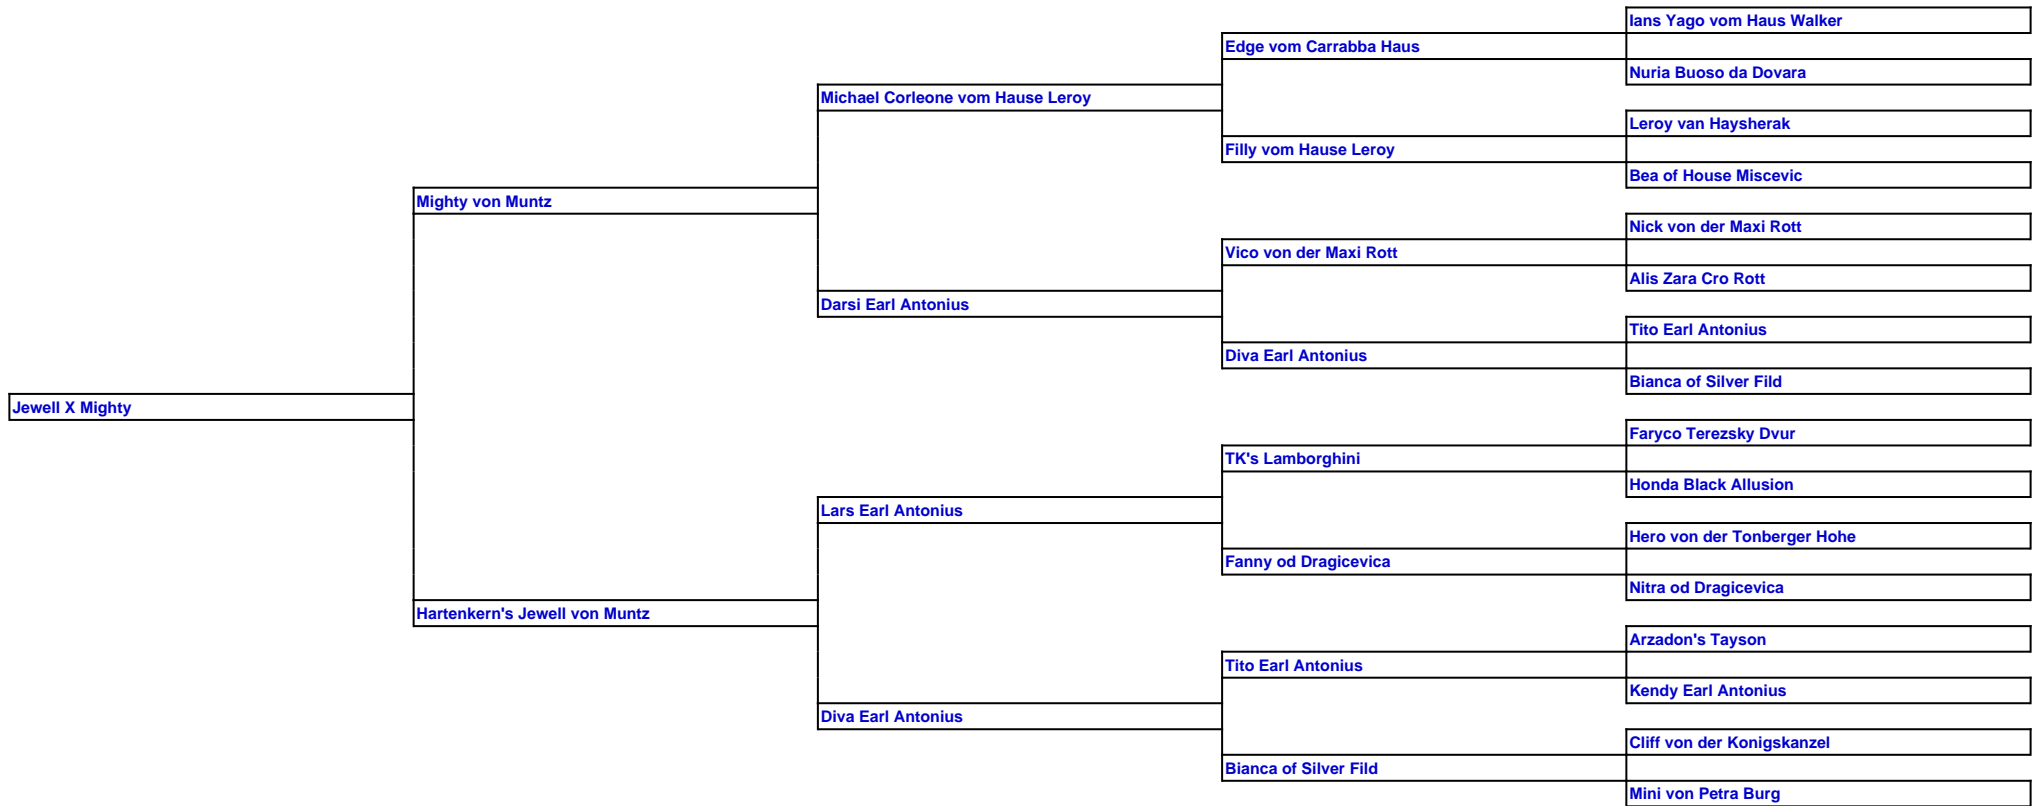 Ians Yago vom Haus Walker
Edge vom Carrabba Haus
Nuria Buoso da Dovara
Michael Corleone vom Hause Leroy
Leroy van Haysherak
Filly vom Hause Leroy
Bea of House Miscevic
Mighty von Muntz
Nick von der Maxi Rott
Vico von der Maxi Rott
Alis Zara Cro Rott
Darsi Earl Antonius
Tito Earl Antonius
Diva Earl Antonius
Bianca of Silver Fild
Jewell X Mighty
Faryco Terezsky Dvur
TK's Lamborghini
Honda Black Allusion
Lars Earl Antonius
Hero von der Tonberger Hohe
Fanny od Dragicevica
Nitra od Dragicevica
Hartenkern's Jewell von Muntz
Arzadon's Tayson
Tito Earl Antonius
Kendy Earl Antonius
Diva Earl Antonius
Cliff von der Konigskanzel
Bianca of Silver Fild
Mini von Petra Burg